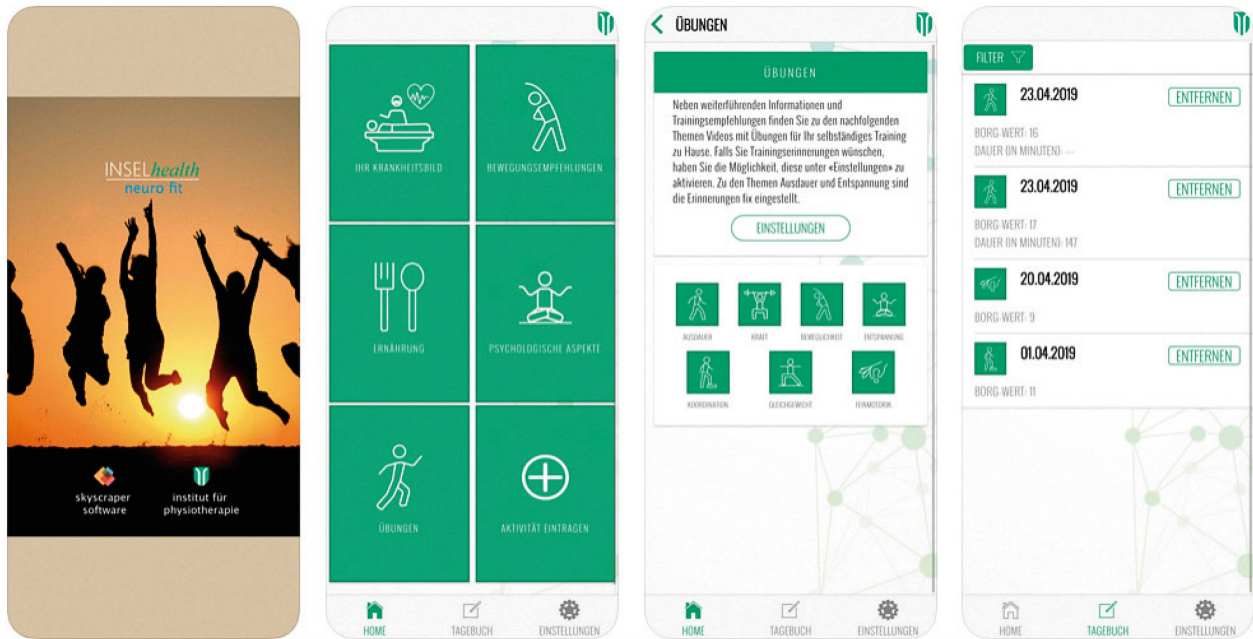 INSELhealth
neuro fit
skyscraper
software
institut für
physiotherapie
IHR KRANKHEITSBILD
BEWEGUNGSEMPFEHLUNGEN
ERNÄHRUNG
PSYCHOLOGISCHE ASPEKTE
ÜBUNGEN
AKTIVITÄT EINTRAGEN
HOME
TAGEBUCH
EINSTELLUNGEN
ÜBUNGEN
ÜBUNGEN
Neben weiterführenden Informationen und
Trainingsempfehlungen finden Sie zu den nachfolgenden
Themen Videos mit Übungen für Ihr selbständiges Training
zu Hause. Falls Sie Trainingserinnerungen wünschen,
haben Sie die Möglichkeit, diese unter «Einstellungen» zu
aktivieren. Zu den Themen Ausdauer und Entspannung sind
die Erinnerungen fix eingestellt.
EINSTELLUNGEN
AUSDAUER
KRAFT
BEWEGLICHKEIT
ENTSPANNUNG
KOORDINATION
GLEICHGEWICHT
FEINMOTORIK
HOME
TAGEBUCH
EINSTELLUNGEN
FILTER
23.04.2019
ENTFERNEN
BORG-WERT: 16
DAUER (IN MINUTEN): ---
23.04.2019
ENTFERNEN
BORG-WERT: 17
DAUER (IN MINUTEN): 147
20.04.2019
ENTFERNEN
BORG-WERT: 9
01.04.2019
ENTFERNEN
BORG-WERT: 11
HOME
TAGEBUCH
EINSTELLUNGEN